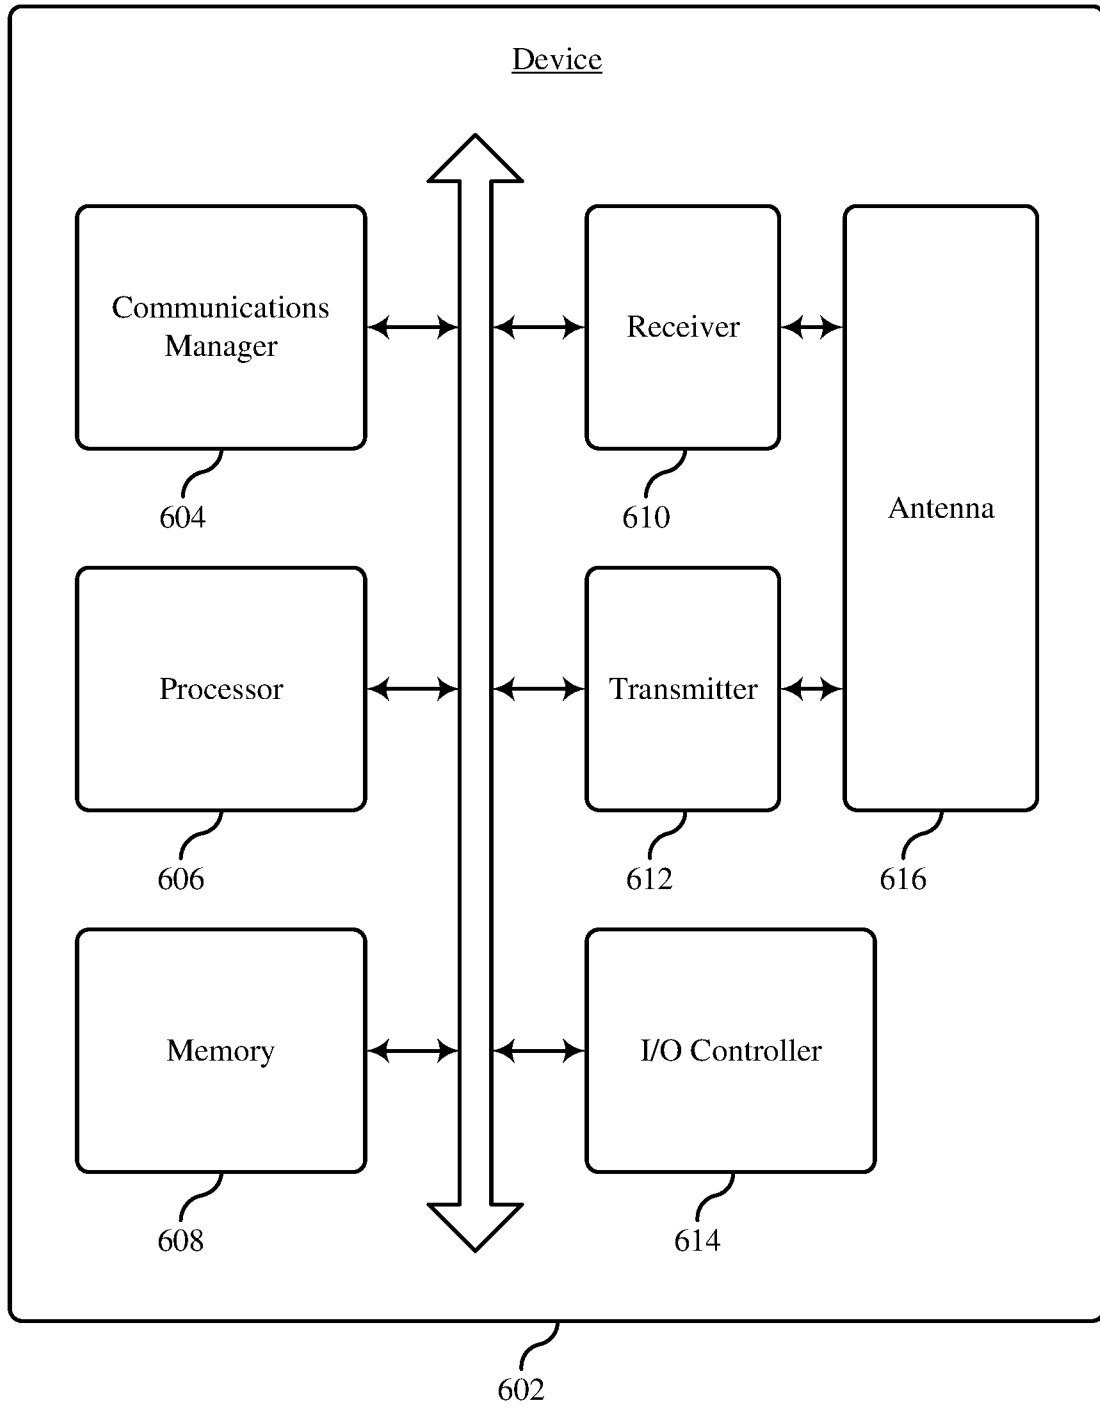 Device
Communications
Manager
Receiver
Antenna
604
610
Processor
Transmitter
606
612
616
Memory
I/O Controller
608
614
602